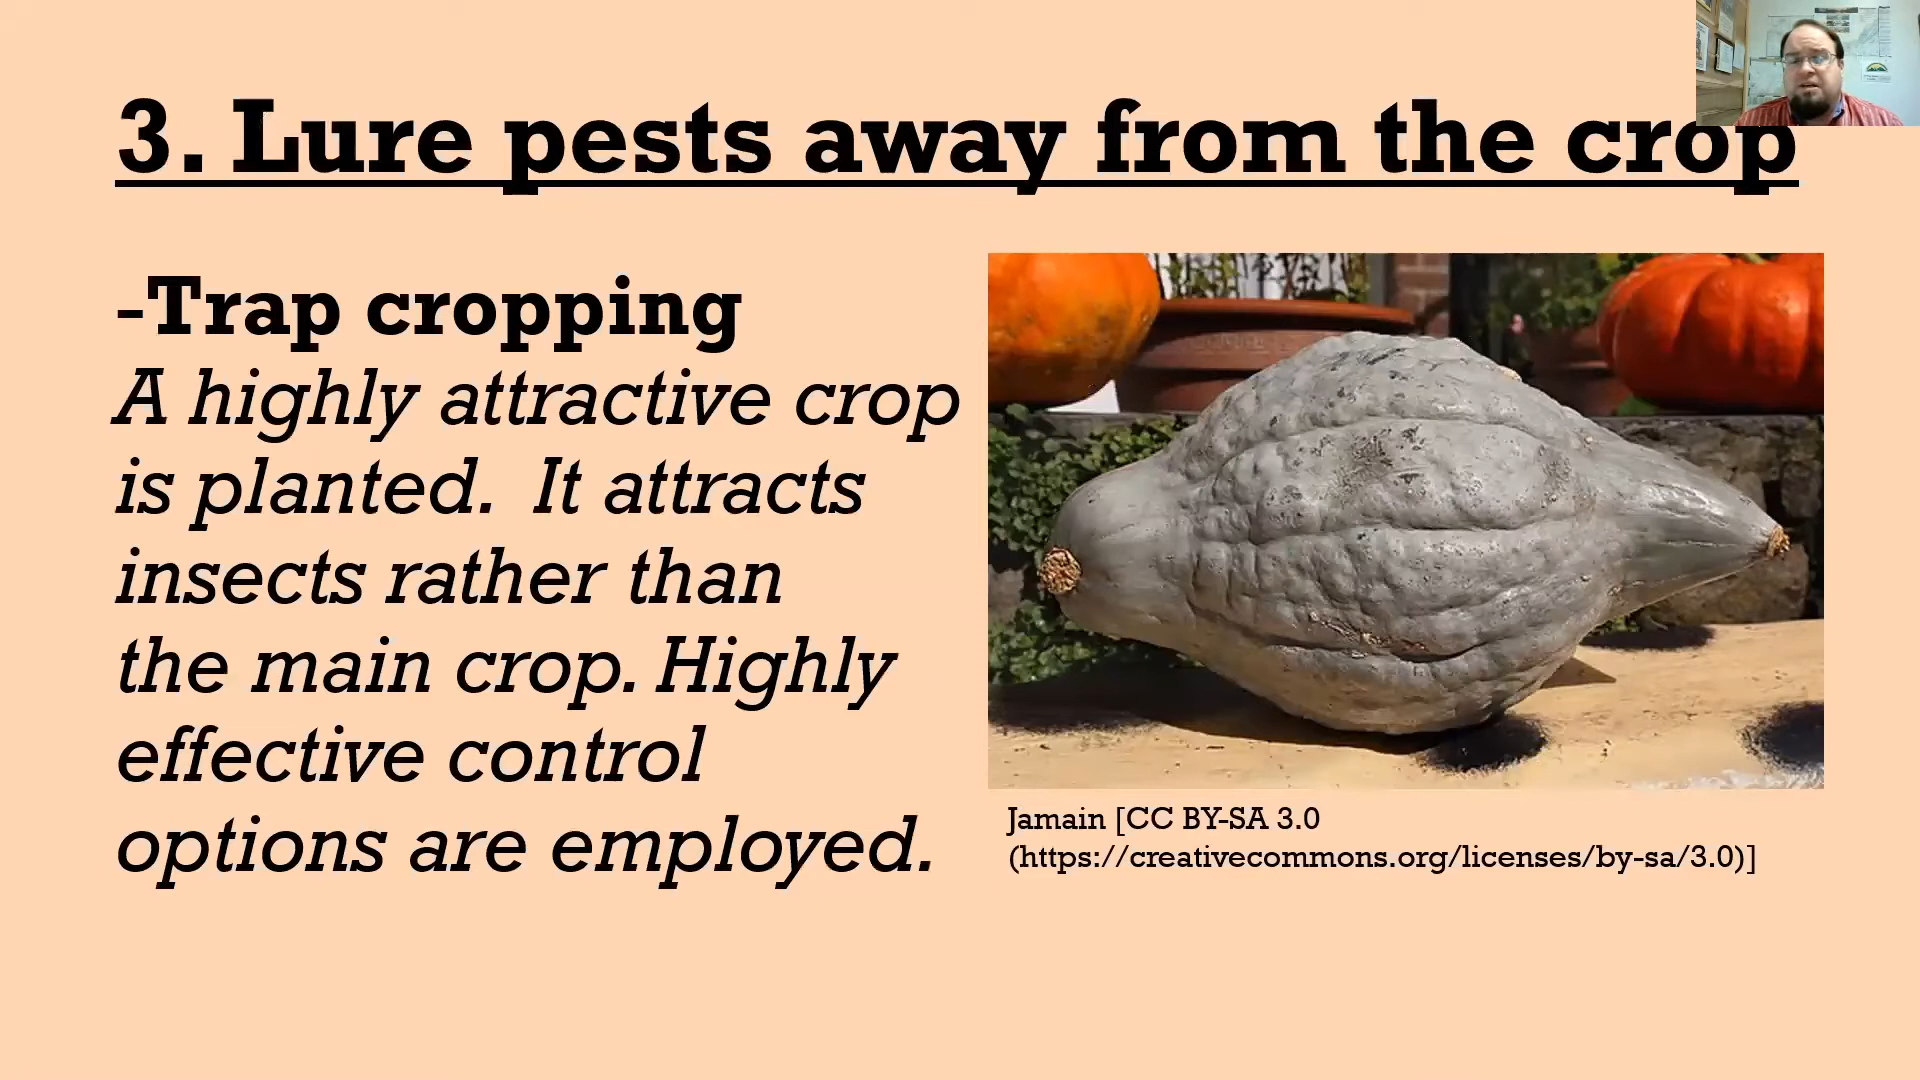 3. Lure pests away from the crop
-Trap cropping
A highly attractive crop
is planted.  It attracts
insects rather than
the main crop. Highly
effective control
options are employed.
Jamain [CC BY-SA 3.0
(https://creativecommons.org/licenses/by-sa/3.0)]